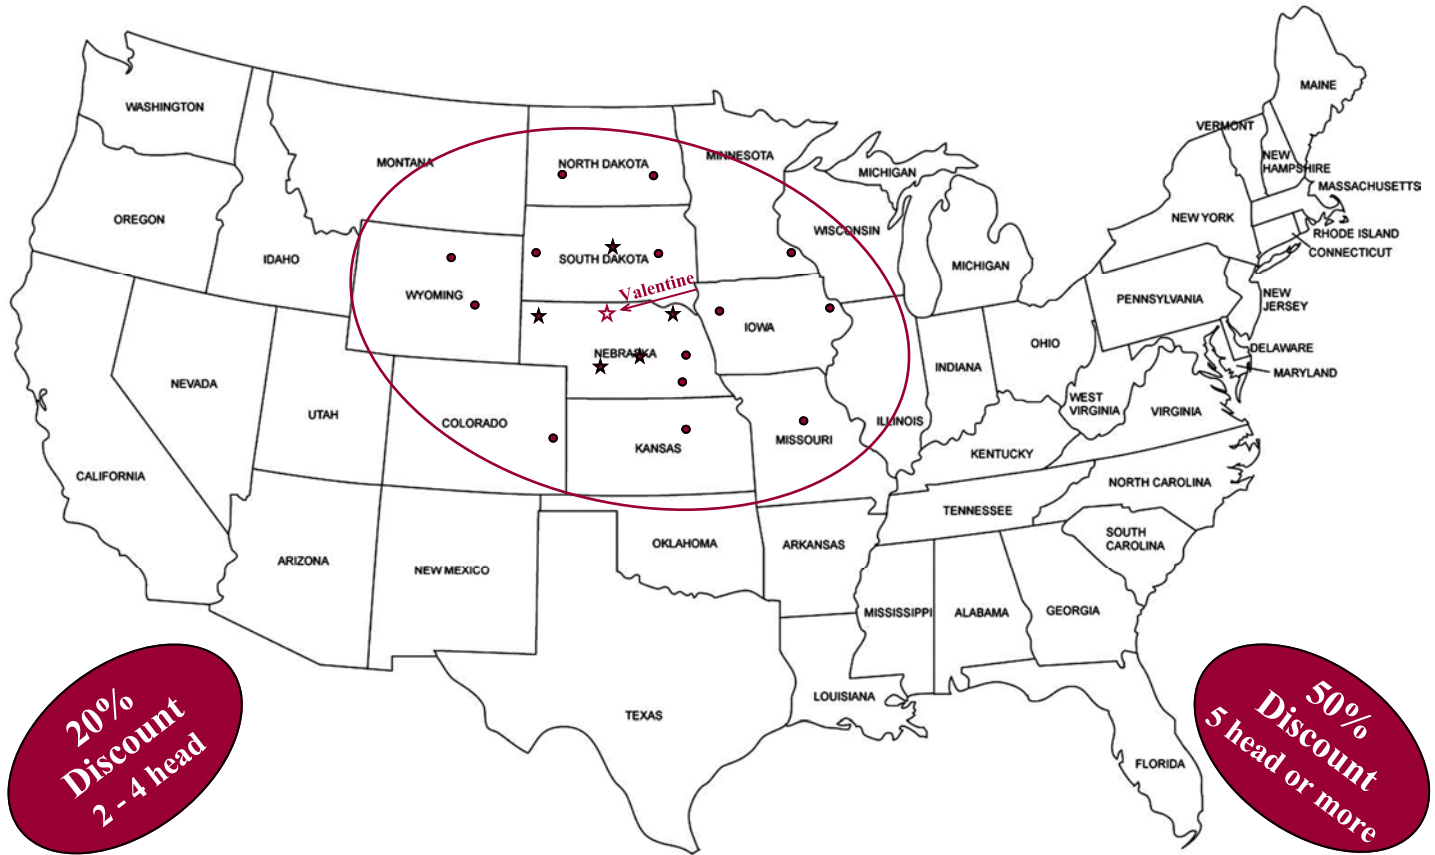 MAINE
WASHINGTON
VERMONT
MINNESOTA
NEW
HAMPSHIRE
MONTANA
NORTH DAKOTA
MICHIGAN
MASSACHUSETTS
OREGON
NEW YORK
WISCONSIN
RHODE ISLAND
CONNECTICUT
IDAHO
SOUTH DAKOTA
MICHIGAN
Valentine
WYOMING
PENNSYLVANIA
NEW
JERSEY
IOWA
OHIO
DELAWARE
NEBRASKA
INDIANA
MARYLAND
NEVADA
WEST
VIRGINIA
VIRGINIA
UTAH
COLORADO
ILLINOIS
KANSAS
MISSOURI
KENTUCKY
CALIFORNIA
NORTH CAROLINA
TENNESSEE
SOUTH
CAROLINA
OKLAHOMA
ARKANSAS
ARIZONA
NEW MEXICO
MISSISSIPPI
ALABAMA
GEORGIA
LOUISIANA
TEXAS
FLORIDA
20%
Discount
2 - 4 head
50%
Discount
5 head or more